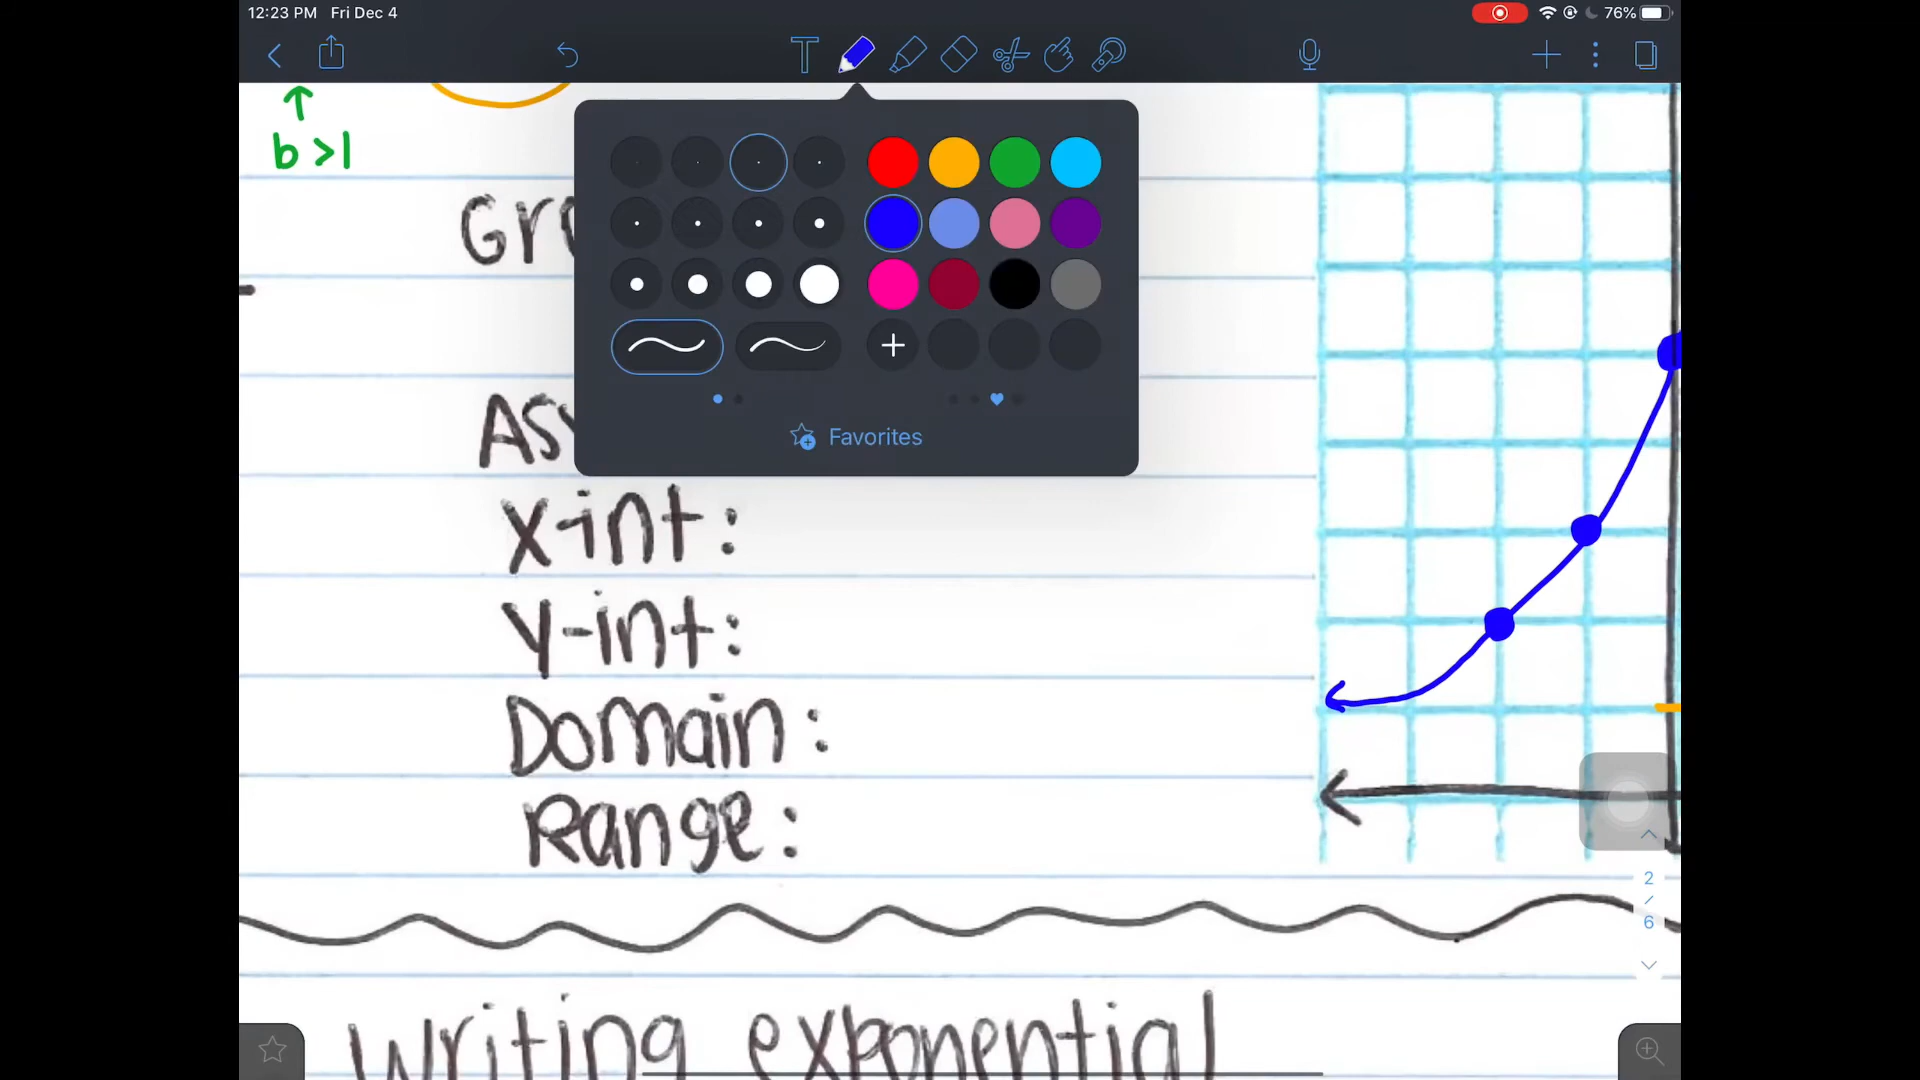 12:23 PM Fri Dec 4
76%
T
b >1
Favorites
x-int:
y-int:
Domain:
Range:
2
/
6
Writing exponential